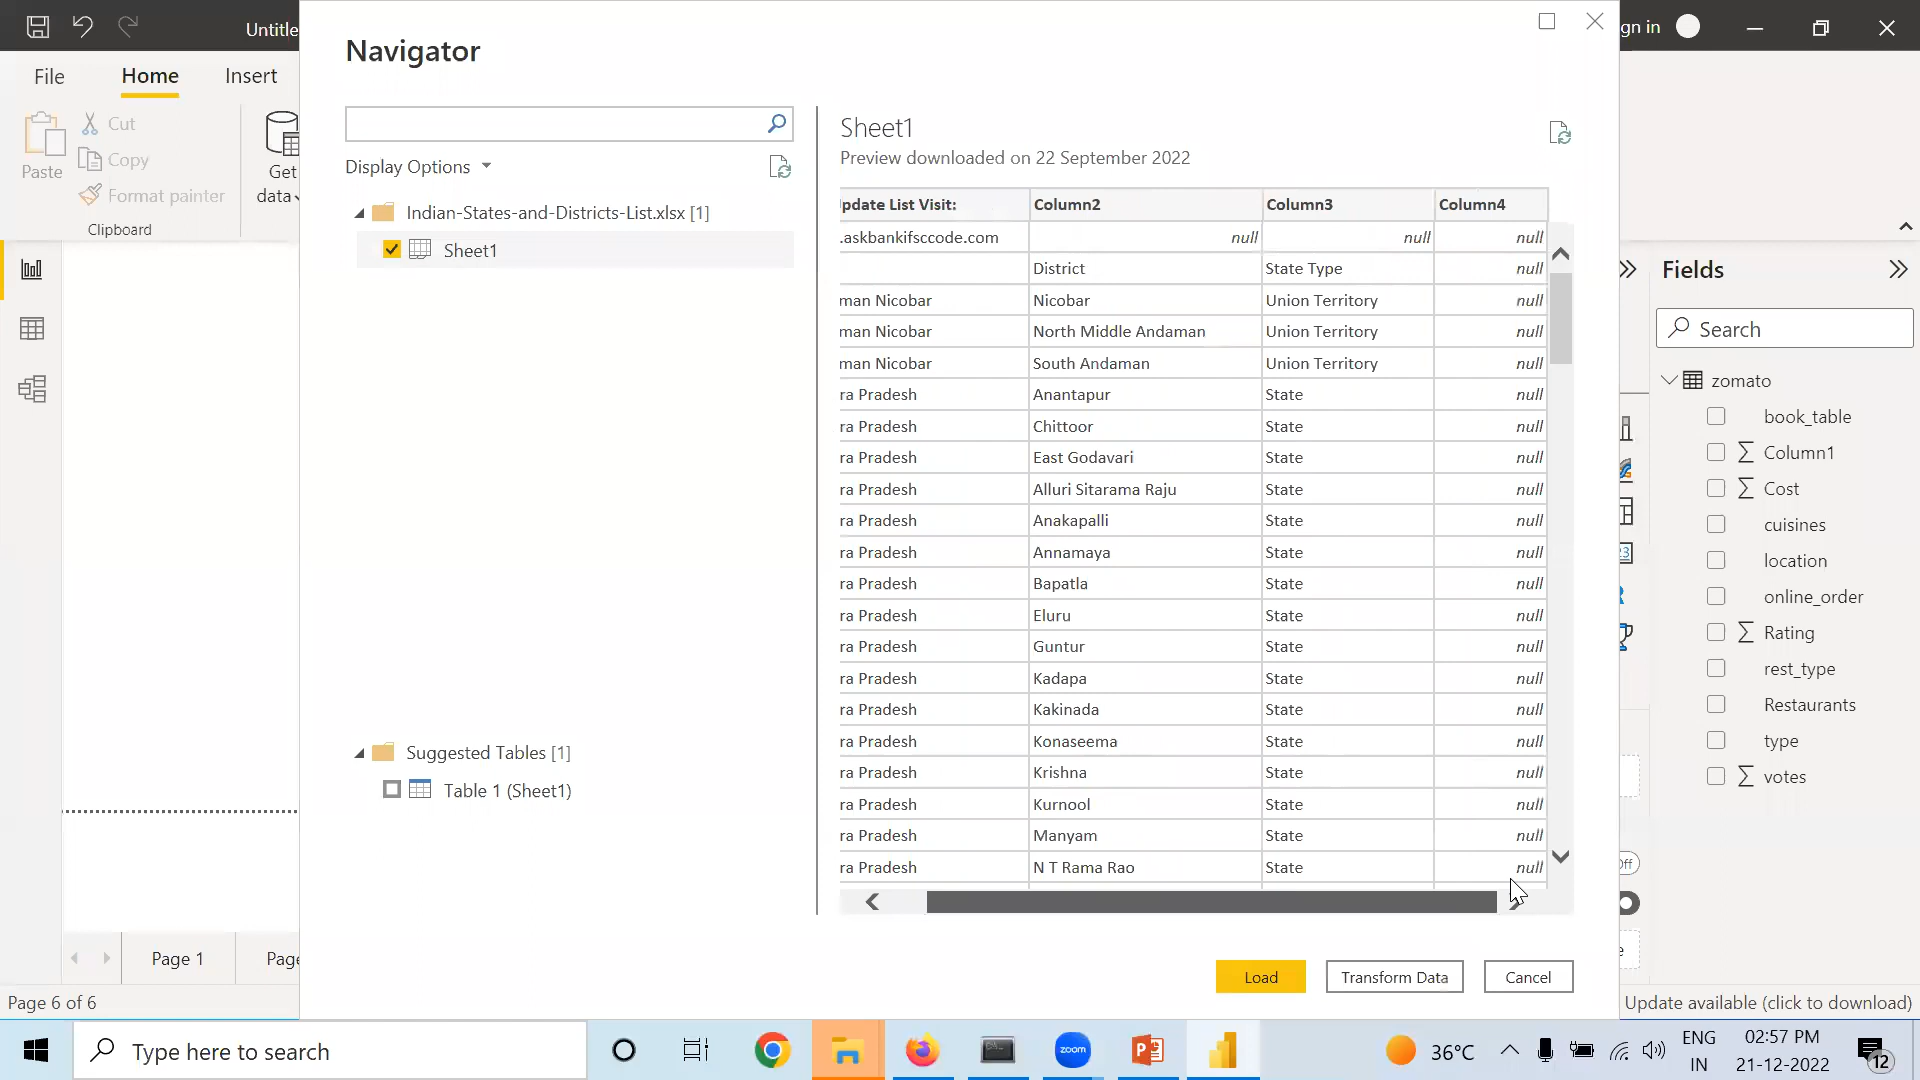 Untitle
Navigator
gn in
File
Home
Insert
Cut
Copy
Format painter
Paste
Get
data
Clipboard
Display Options
Indian-States-and-Districts-List.xlsx [1]
Sheet1
Suggested Tables [1]
Table 1 (Sheet1)
Sheet1
Preview downloaded on 22 September 2022
pdate List Visit: Column2 Column3 Column4
.askbankifsccode.com null null null
District State Type null
man Nicobar Nicobar Union Territory null
man Nicobar North Middle Andaman Union Territory null
man Nicobar South Andaman Union Territory null
ra Pradesh Anantapur State null
ra Pradesh Chittoor State null
ra Pradesh East Godavari State null
ra Pradesh Alluri Sitarama Raju State null
ra Pradesh Anakapalli State null
ra Pradesh Annamaya State null
ra Pradesh Bapatla State null
ra Pradesh Eluru State null
ra Pradesh Guntur State null
ra Pradesh Kadapa State null
ra Pradesh Kakinada State null
ra Pradesh Konaseema State null
ra Pradesh Krishna State null
ra Pradesh Kurnool State null
ra Pradesh Manyam State null
ra Pradesh N T Rama Rao State null
Load
Transform Data
Cancel
Fields
Search
zomato
book_table
Column1
Cost
cuisines
location
online_order
Rating
rest_type
Restaurants
type
votes
Page 1
Page
Page 6 of 6
Update available (click to download)
Type here to search
zoom
36°C
ENG
IN
02:57 PM
21-12-2022
12